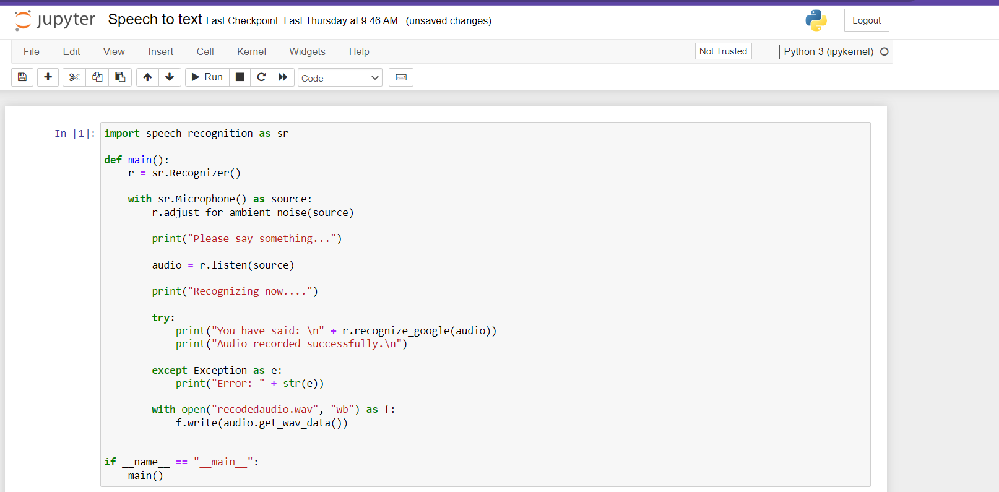 jupyter Speech to text Last Checkpoint: Last Thursday at 9:46 AM (unsaved changes) Logout
File Edit View Insert Cell Kernel Widgets Help Not Trusted Python 3 (ipykernel)
Run Code
In [1]: import speech_recognition as sr
def main():
    r = sr.Recognizer()
    with sr.Microphone() as source:
        r.adjust_for_ambient_noise(source)
        print("Please say something...")
        audio = r.listen(source)
        print("Recognizing now....")
        try:
            print("You have said: \n" + r.recognize_google(audio))
            print("Audio recorded successfully.\n")
        except Exception as e:
            print("Error: " + str(e))
        with open("recodedaudio.wav", "wb") as f:
            f.write(audio.get_wav_data())
if __name__ == "__main__":
    main()